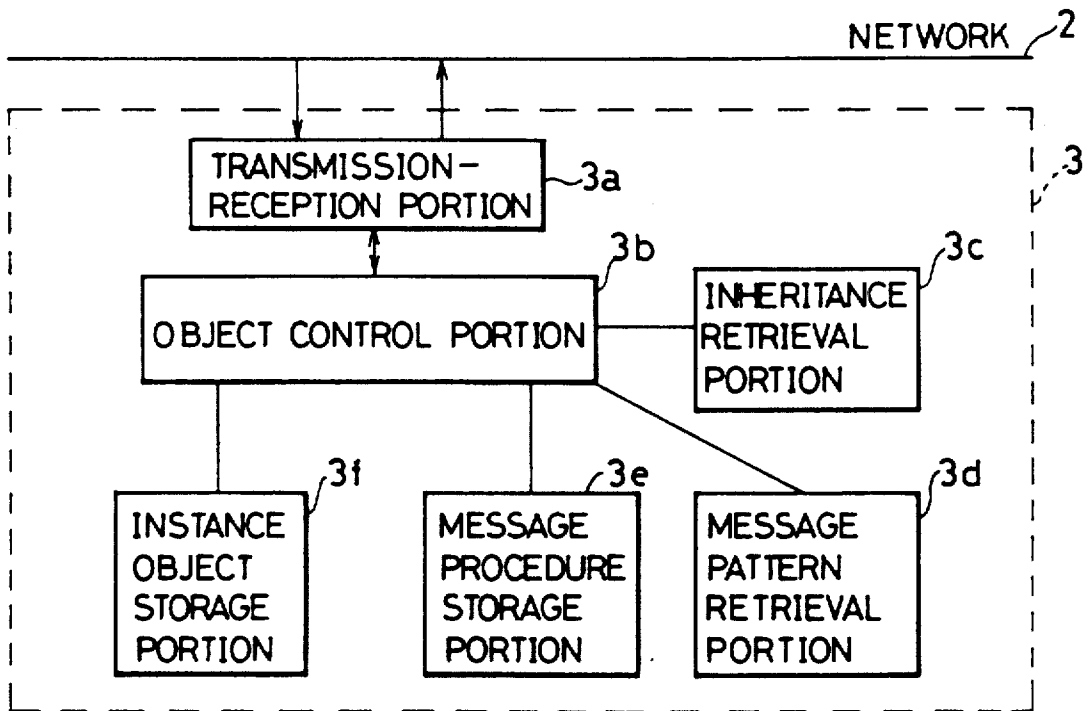 NETWORK 2
TRANSMISSION-
RECEPTION PORTION
3a
3
3b
OBJECT CONTROL PORTION
3c
INHERITANCE
RETRIEVAL
PORTION
3f
INSTANCE
OBJECT
STORAGE
PORTION
3e
MESSAGE
PROCEDURE
STORAGE
PORTION
3d
MESSAGE
PATTERN
RETRIEVAL
PORTION